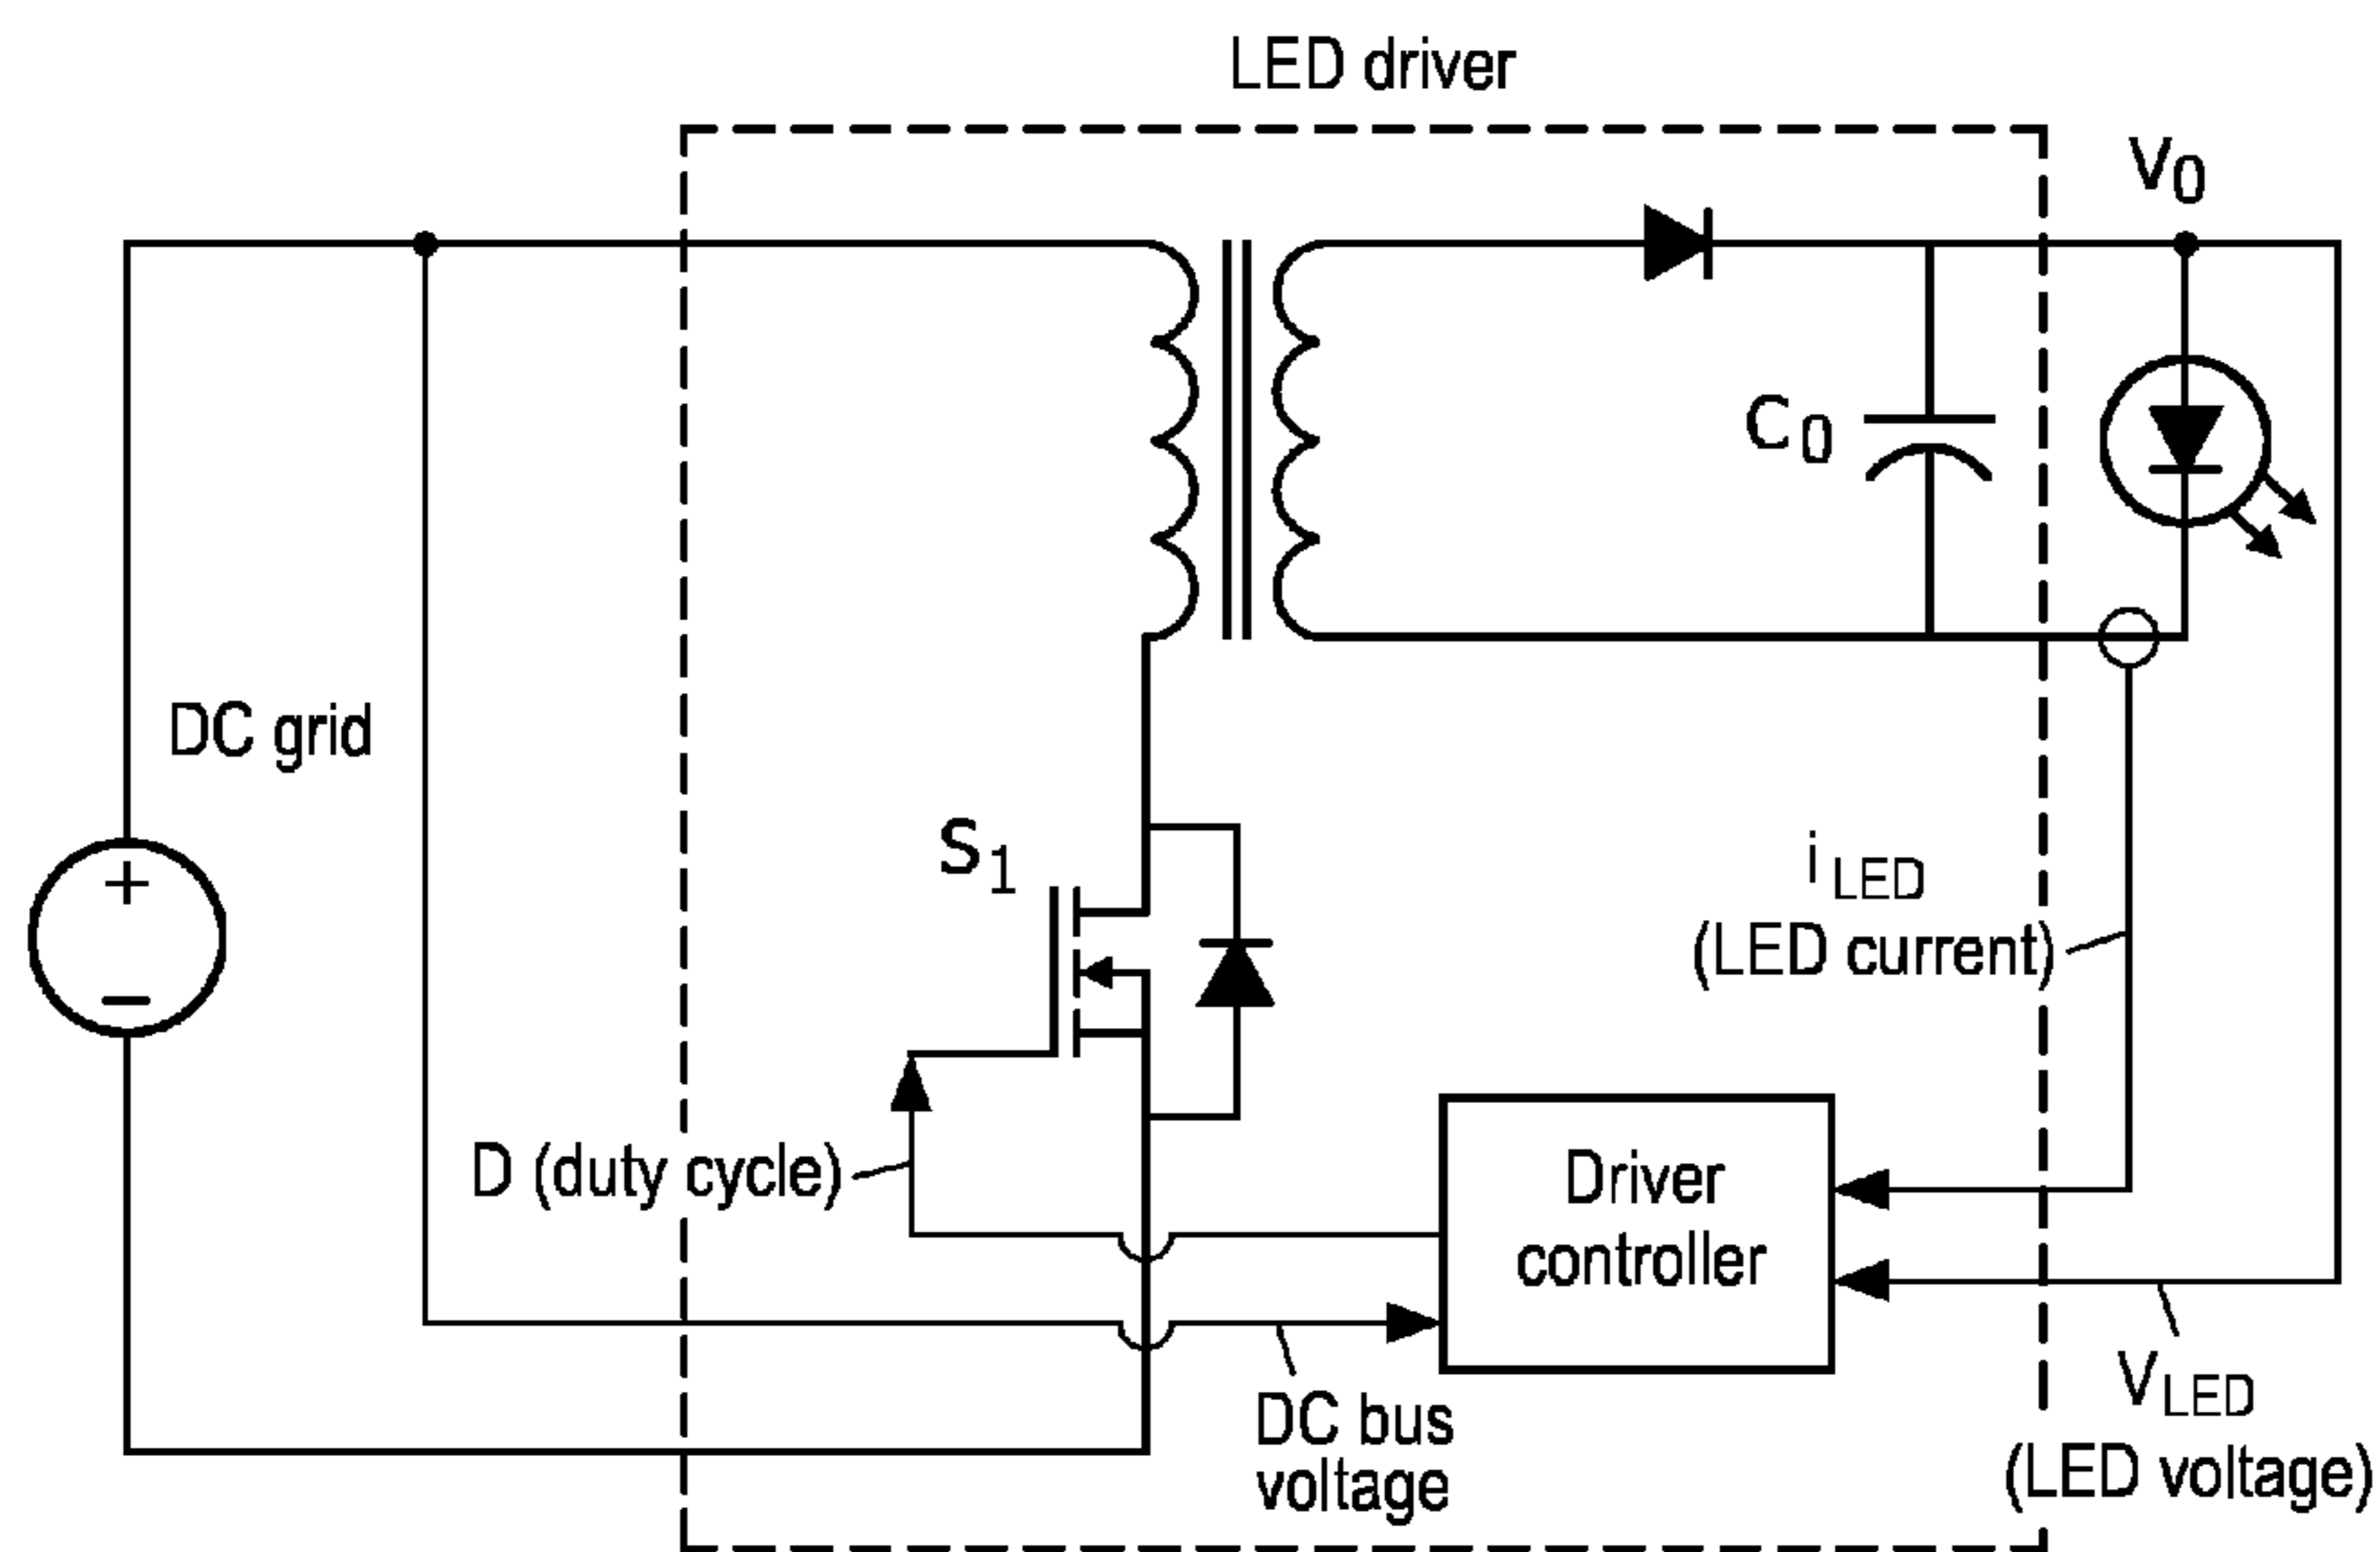 LED driver
V0
C0
DC grid
S1
iLED
(LED current)
D (duty cycle)
Driver
controller
DC bus
voltage
VLED
(LED voltage)